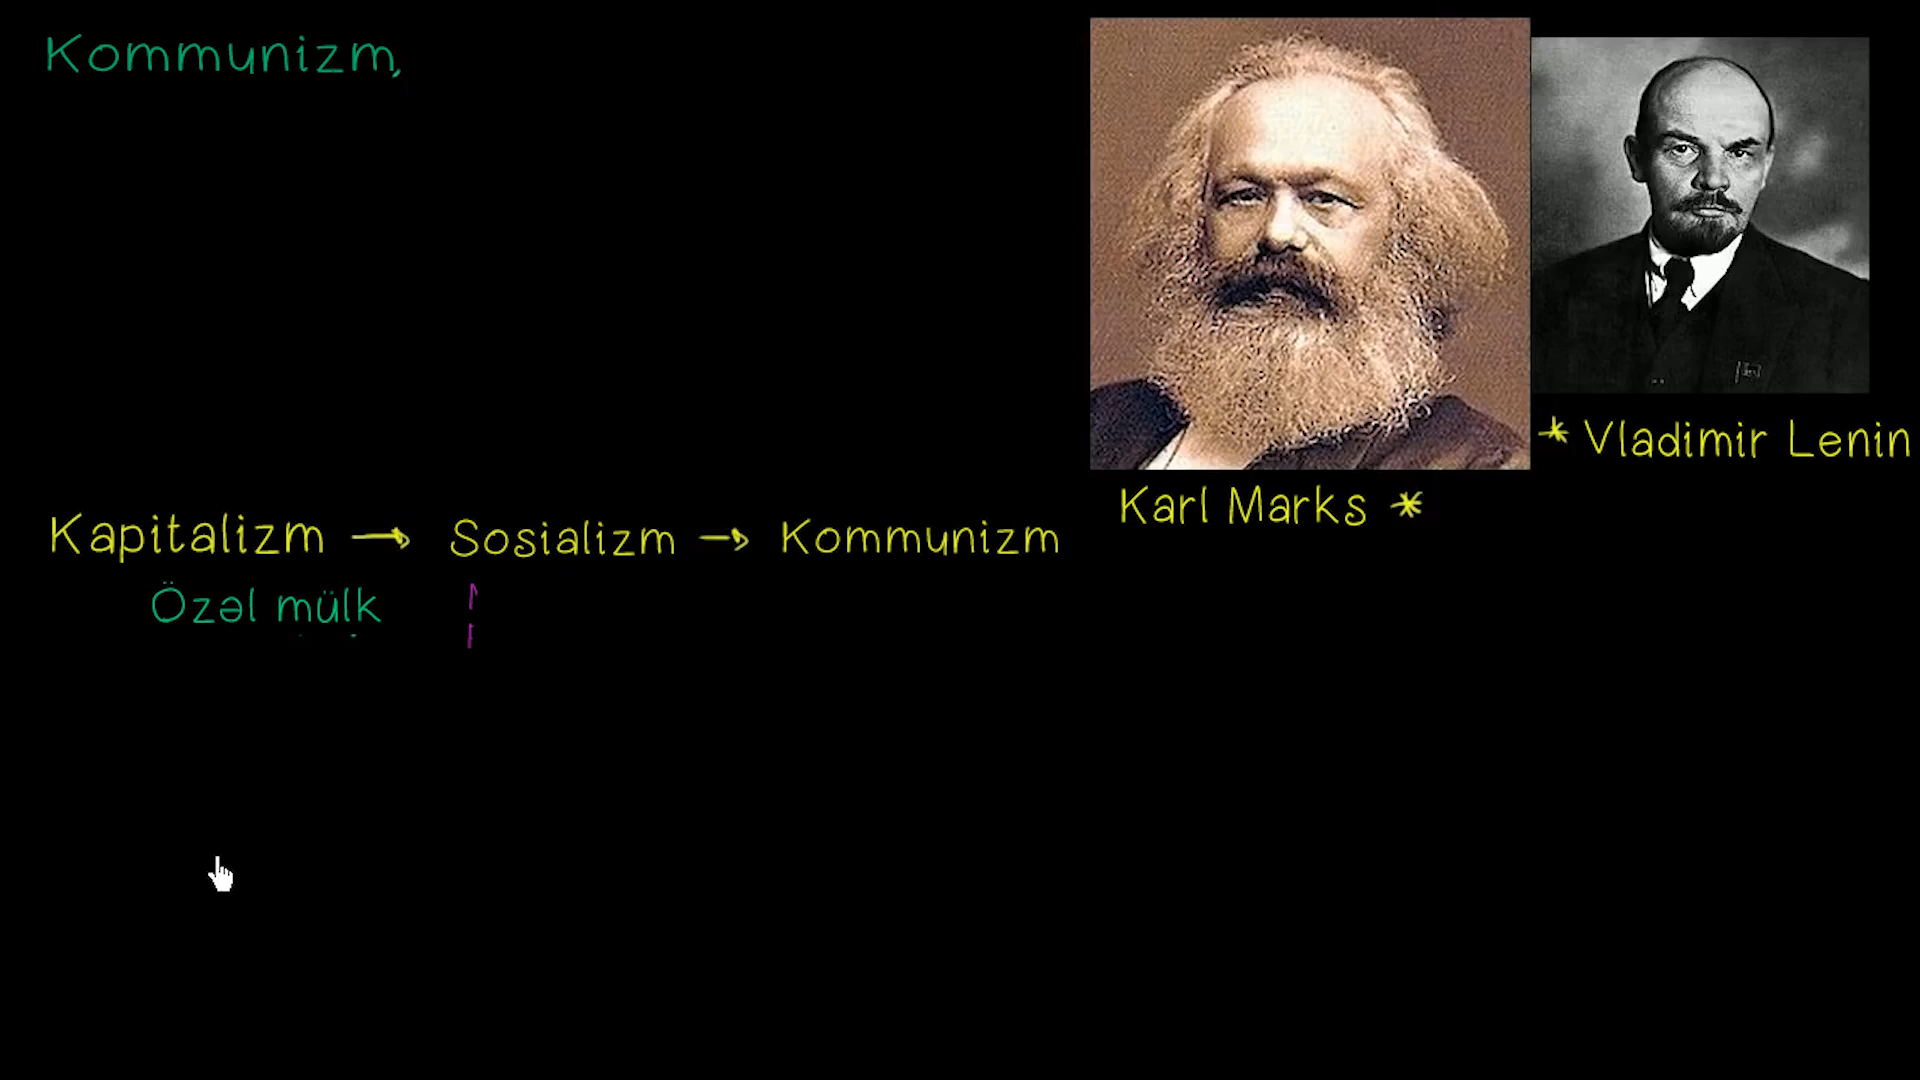 Kommunizm,
* Vladimir Lenin
Karl Marks *
Kapitalizm → Sosializm → Kommunizm
Özəl mülk